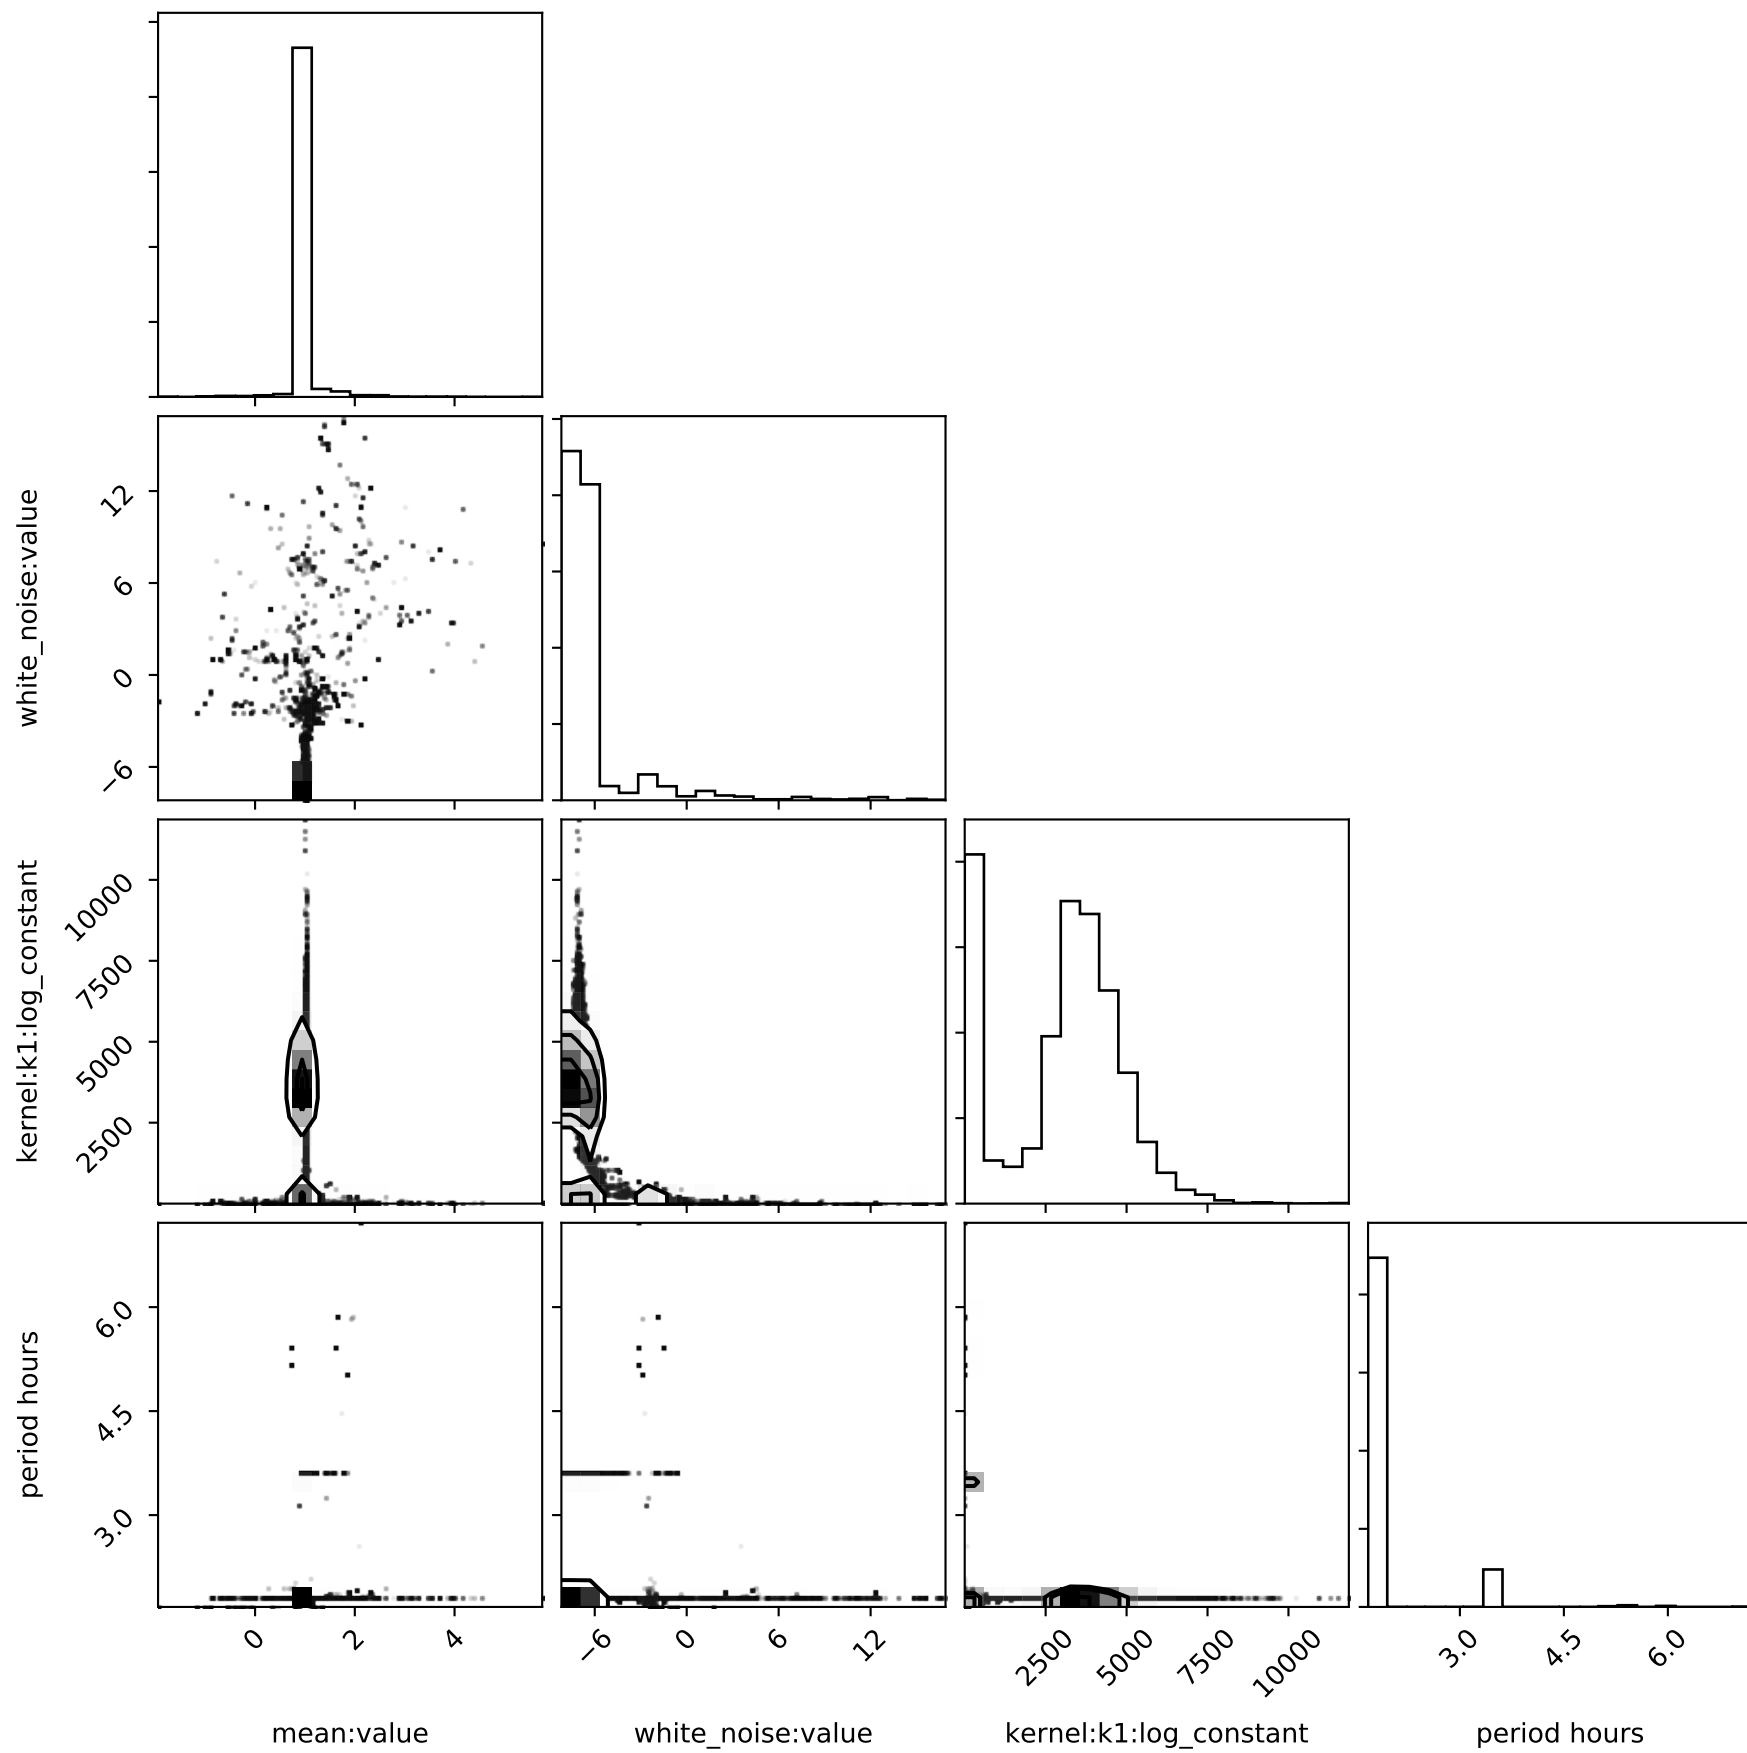 white_noise:value
12
6
0
−6
kernel:k1:log_constant
10000
7500
5000
2500
period hours
6.0
4.5
3.0
0 2 4
−6 0 6 12
2500 5000 7500 10000
3.0 4.5 6.0
mean:value
white_noise:value
kernel:k1:log_constant
period hours